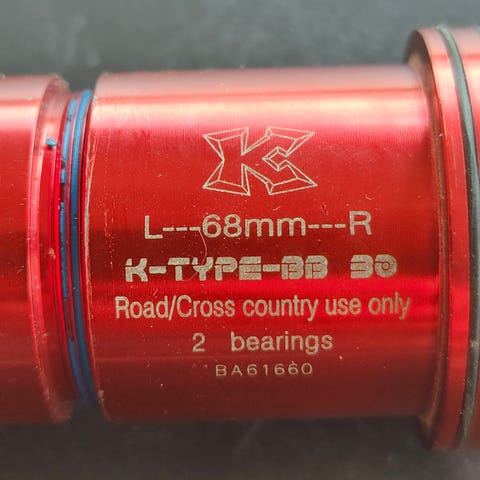 K
L---68mm---R
K-TYPE-BB 30
Road/Cross country use only
2 bearings
BA61660